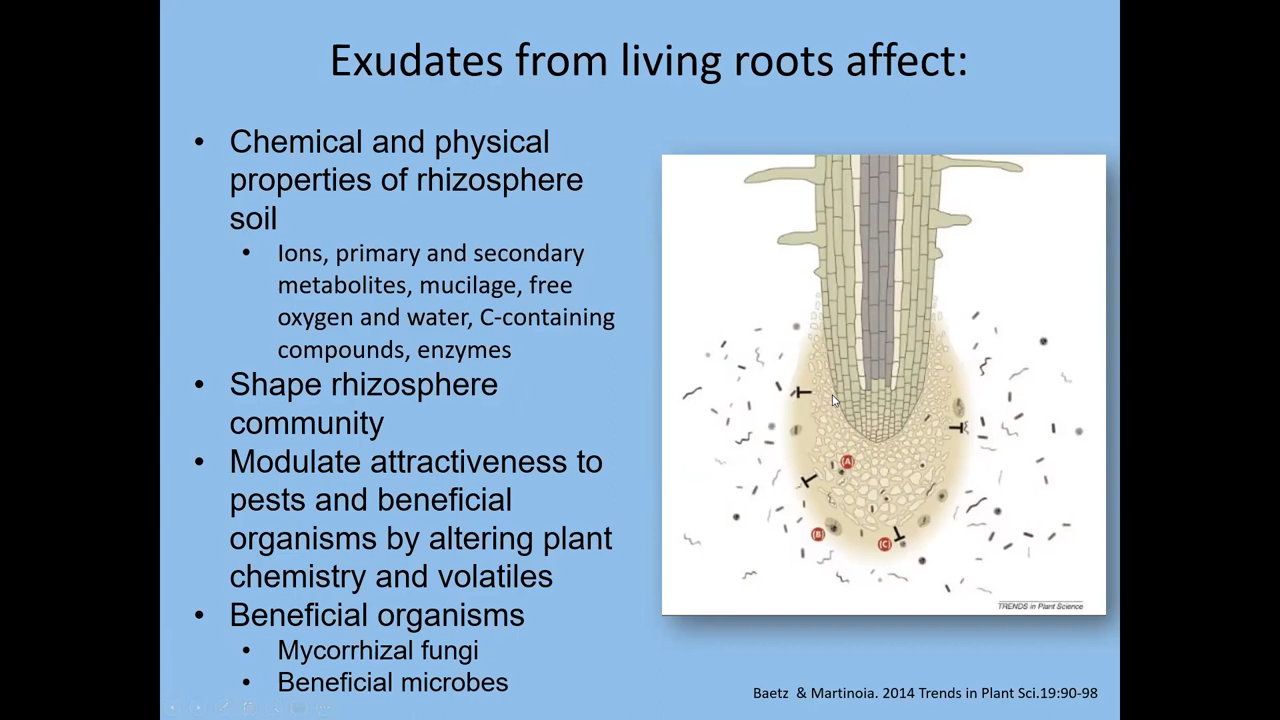 Exudates from living roots affect:
• Chemical and physical
properties of rhizosphere
soil
• Ions, primary and secondary
metabolites, mucilage, free
oxygen and water, C-containing
compounds, enzymes
• Shape rhizosphere
community
• Modulate attractiveness to
pests and beneficial
organisms by altering plant
chemistry and volatiles
• Beneficial organisms
• Mycorrhizal fungi
• Beneficial microbes
(A)
(B)
(C)
TRENDS in Plant Science
Baetz & Martinoia. 2014 Trends in Plant Sci.19:90-98